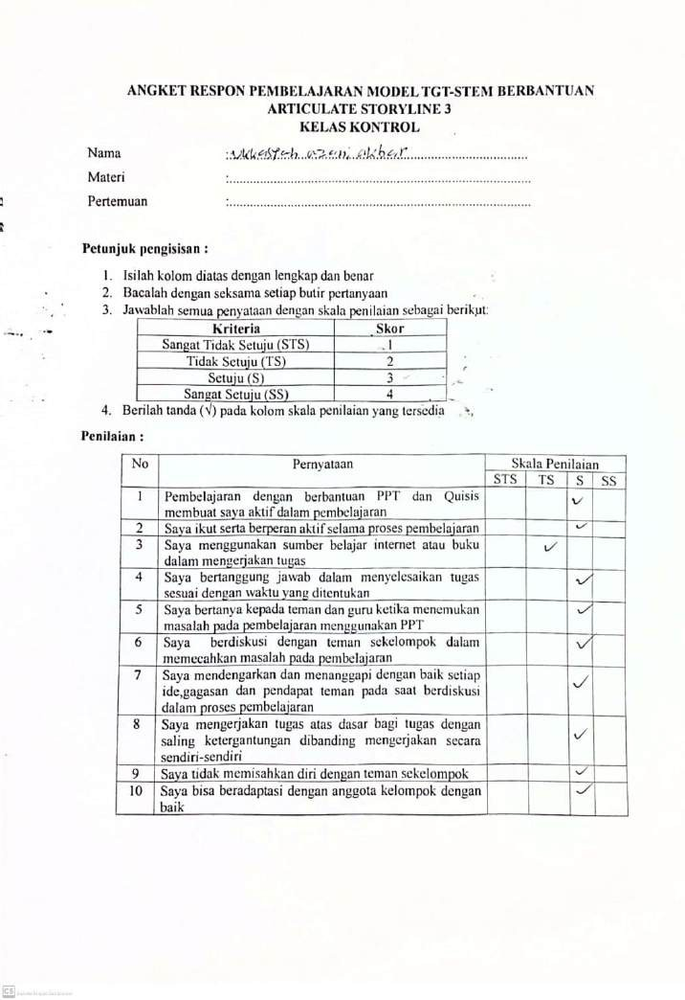 ANGKET RESPON PEMBELAJARAN MODEL TGT-STEM BERBANTUAN
ARTICULATE STORYLINE 3
KELAS KONTROL
Nama : azani akbar
Materi :
Pertemuan :
Petunjuk pengisisan :
1. Isilah kolom diatas dengan lengkap dan benar
2. Bacalah dengan seksama setiap butir pertanyaan
3. Jawablah semua penyataan dengan skala penilaian sebagai berikut:
Kriteria Skor
Sangat Tidak Setuju (STS) 1
Tidak Setuju (TS) 2
Setuju (S) 3
Sangat Setuju (SS) 4
4. Berilah tanda (√) pada kolom skala penilaian yang tersedia
Penilaian :
No Pernyataan Skala Penilaian
STS TS S SS
1 Pembelajaran dengan berbantuan PPT dan Quisis ✓
membuat saya aktif dalam pembelajaran
2 Saya ikut serta berperan aktif selama proses pembelajaran ✓
3 Saya menggunakan sumber belajar internet atau buku ✓
dalam mengerjakan tugas
4 Saya bertanggung jawab dalam menyelesaikan tugas ✓
sesuai dengan waktu yang ditentukan
5 Saya bertanya kepada teman dan guru ketika menemukan ✓
masalah pada pembelajaran menggunakan PPT
6 Saya berdiskusi dengan teman sekelompok dalam ✓
memecahkan masalah pada pembelajaran
7 Saya mendengarkan dan menanggapi dengan baik setiap
ide,gagasan dan pendapat teman pada saat berdiskusi ✓
dalam proses pembelajaran
8 Saya mengerjakan tugas atas dasar bagi tugas dengan
saling ketergantungan dibanding mengerjakan secara ✓
sendiri-sendiri
9 Saya tidak memisahkan diri dengan teman sekelompok ✓
10 Saya bisa beradaptasi dengan anggota kelompok dengan ✓
baik
CS